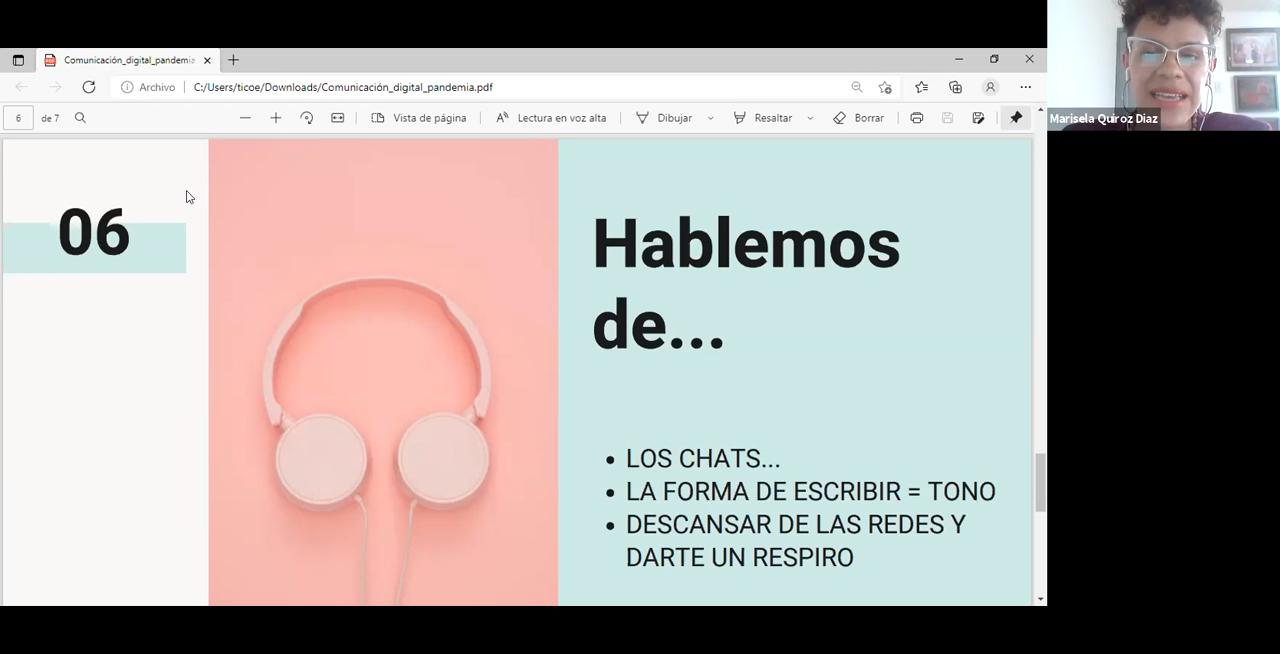 Comunicación_digital_pandemia
Archivo
C:/Users/ticoe/Downloads/Comunicación_digital_pandemia.pdf
6 de 7
Vista de página
Lectura en voz alta
Dibujar
Resaltar
Borrar
Marisela Quiroz Diaz
06
Hablemos
de...
• LOS CHATS...
• LA FORMA DE ESCRIBIR = TONO
• DESCANSAR DE LAS REDES Y
DARTE UN RESPIRO